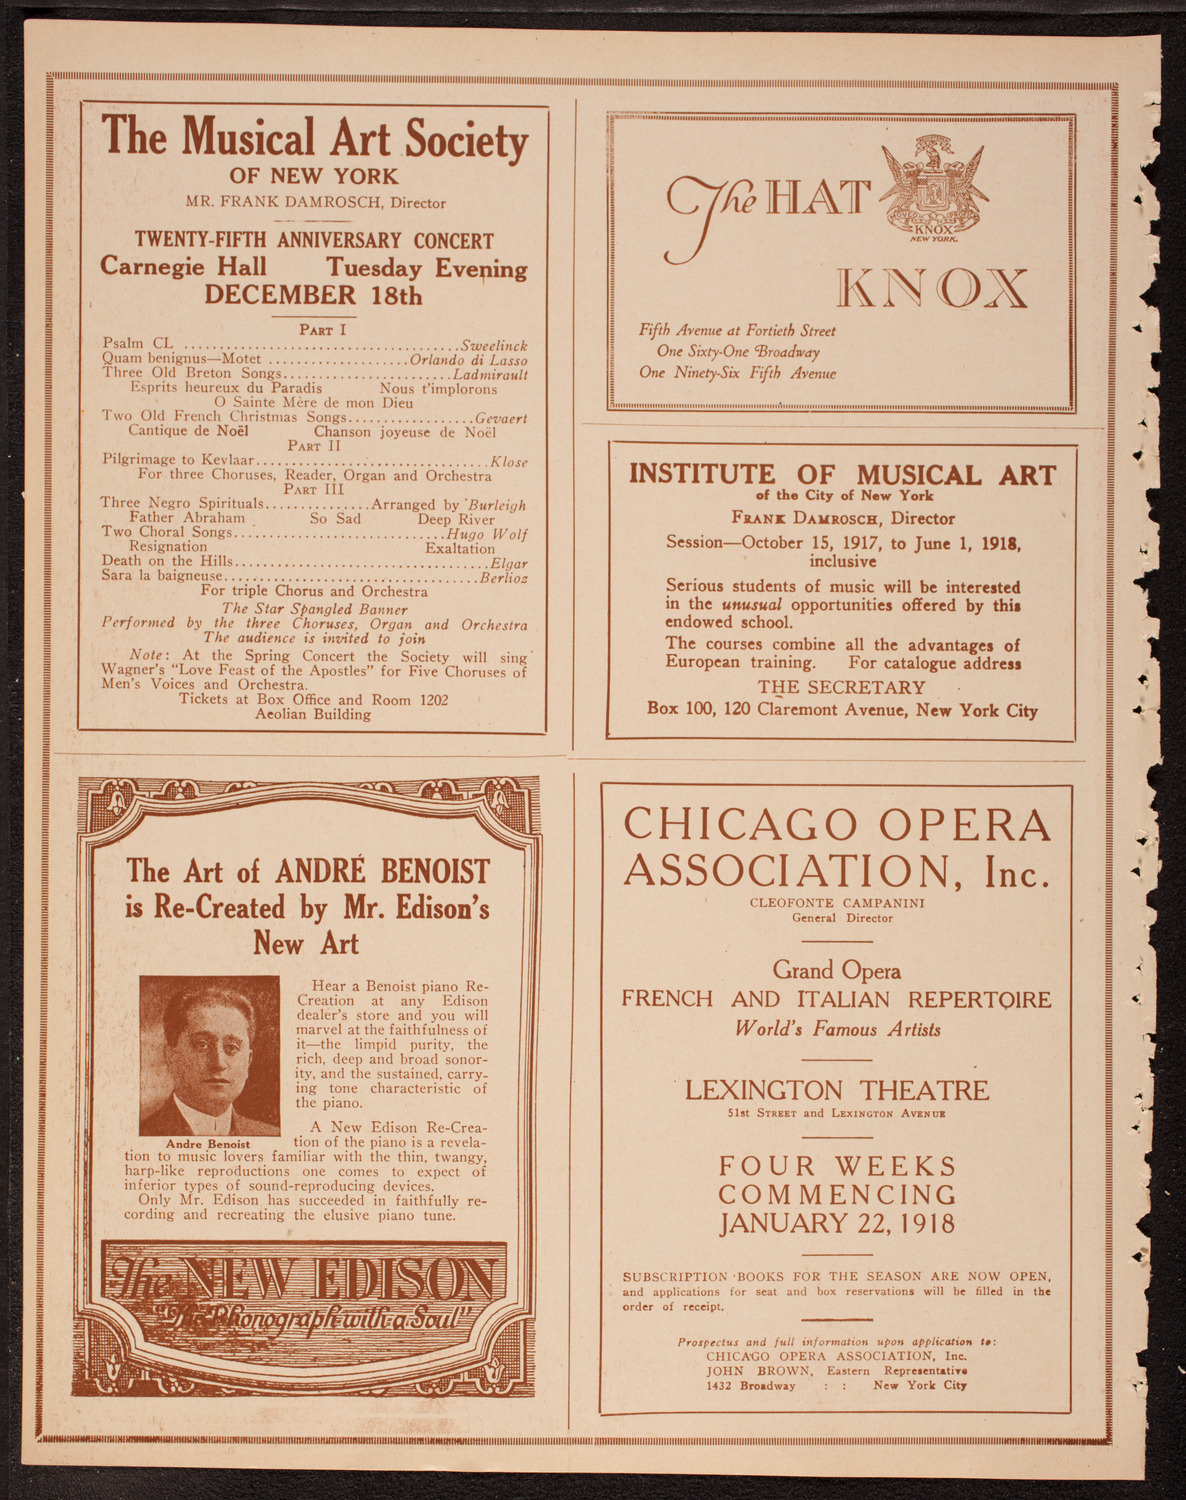 The Musical Art Society
OF NEW YORK
MR. FRANK DAMROSCH, Director
TWENTY-FIFTH ANNIVERSARY CONCERT
Carnegie Hall Tuesday Evening
DECEMBER 18th
PART I
Psalm CL ........................................Sweelinck
Quam benignus—Motet ....................Orlando di Lasso
Three Old Breton Songs.....................Ladmirault
Esprits heureux du Paradis Nous t'implorons
O Sainte Mère de mon Dieu
Two Old French Christmas Songs..................Gevaert
Cantique de Noël Chanson joyeuse de Noël
PART II
Pilgrimage to Kevlaar.................................Klose
For three Choruses, Reader, Organ and Orchestra
PART III
Three Negro Spirituals...............Arranged by Burleigh
Father Abraham So Sad Deep River
Two Choral Songs..............................Hugo Wolf
Resignation Exaltation
Death on the Hills....................................Elgar
Sara la baigneuse.....................................Berlioz
For triple Chorus and Orchestra
The Star Spangled Banner
Performed by the three Choruses, Organ and Orchestra
The audience is invited to join
Note: At the Spring Concert the Society will sing
Wagner's "Love Feast of the Apostles" for Five Choruses of
Men's Voices and Orchestra.
Tickets at Box Office and Room 1202
Aeolian Building
The HAT
KNOX
NEW YORK.
KNOX
Fifth Avenue at Fortieth Street
One Sixty-One Broadway
One Ninety-Six Fifth Avenue
INSTITUTE OF MUSICAL ART
of the City of New York
FRANK DAMROSCH, Director
Session—October 15, 1917, to June 1, 1918,
inclusive
Serious students of music will be interested
in the unusual opportunities offered by this
endowed school.
The courses combine all the advantages of
European training. For catalogue address
THE SECRETARY
Box 100, 120 Claremont Avenue, New York City
The Art of ANDRÉ BENOIST
is Re-Created by Mr. Edison's
New Art
Hear a Benoist piano Re-
Creation at any Edison
dealer's store and you will
marvel at the faithfulness of
it—the limpid purity, the
rich, deep and broad sonor-
ity, and the sustained, carry-
ing tone characteristic of
the piano.
Andre Benoist
A New Edison Re-Crea-
tion of the piano is a revela-
tion to music lovers familiar with the thin, twangy,
harp-like reproductions one comes to expect of
inferior types of sound-reproducing devices.
Only Mr. Edison has succeeded in faithfully re-
cording and recreating the elusive piano tune.
The NEW EDISON
"The Phonograph with a Soul"
CHICAGO OPERA
ASSOCIATION, Inc.
CLEOFONTE CAMPANINI
General Director
Grand Opera
FRENCH AND ITALIAN REPERTOIRE
World's Famous Artists
LEXINGTON THEATRE
51st STREET and LEXINGTON AVENUE
FOUR WEEKS
COMMENCING
JANUARY 22, 1918
SUBSCRIPTION BOOKS FOR THE SEASON ARE NOW OPEN,
and applications for seat and box reservations will be filled in the
order of receipt.
Prospectus and full information upon application to:
CHICAGO OPERA ASSOCIATION, Inc.
JOHN BROWN, Eastern Representative
1432 Broadway : : New York City